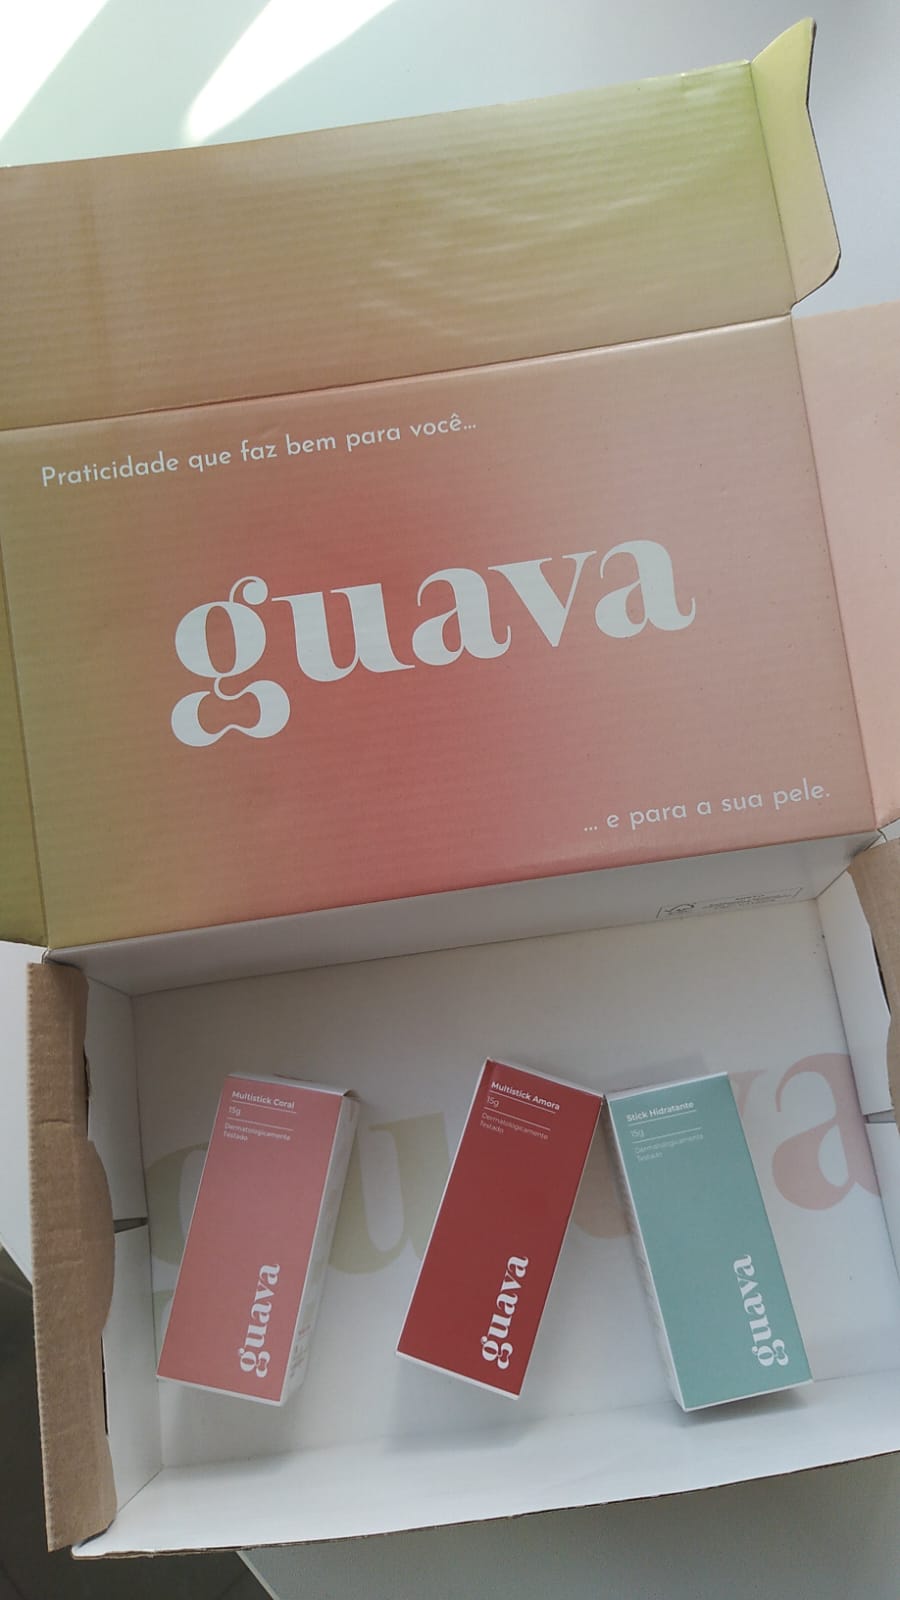 Praticidade que faz bem para você...
guava
... e para a sua pele.
guava
Multistick Coral
15g
Dermatologicamente
Testado
guava
Multistick Amora
15g
Dermatologicamente
Testado
guava
Stick Hidratante
15g
Dermatologicamente
Testado
guava